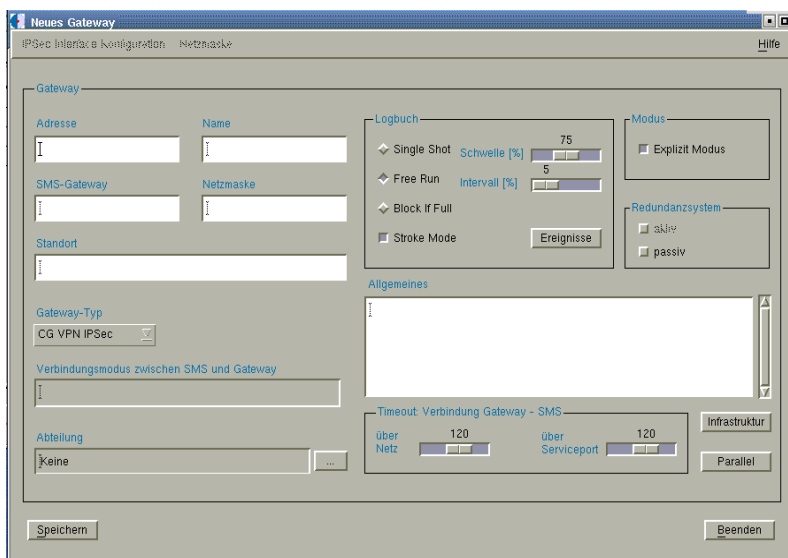 Neues Gateway
IPSec Interface Konfiguration Netzmaske Hilfe
Gateway
Adresse Name
SMS-Gateway Netzmaske
Standort
Gateway-Typ
CG VPN IPSec
Verbindungsmodus zwischen SMS und Gateway
Abteilung
Keine ...
Logbuch
Single Shot Schwelle [%] 75
Free Run Intervall [%] 5
Block If Full
Stroke Mode Ereignisse
Modus
Explizit Modus
Redundanzsystem
aktiv
passiv
Allgemeines
Timeout: Verbindung Gateway - SMS
über Netz 120
über Serviceport 120
Infrastruktur
Parallel
Speichern Beenden